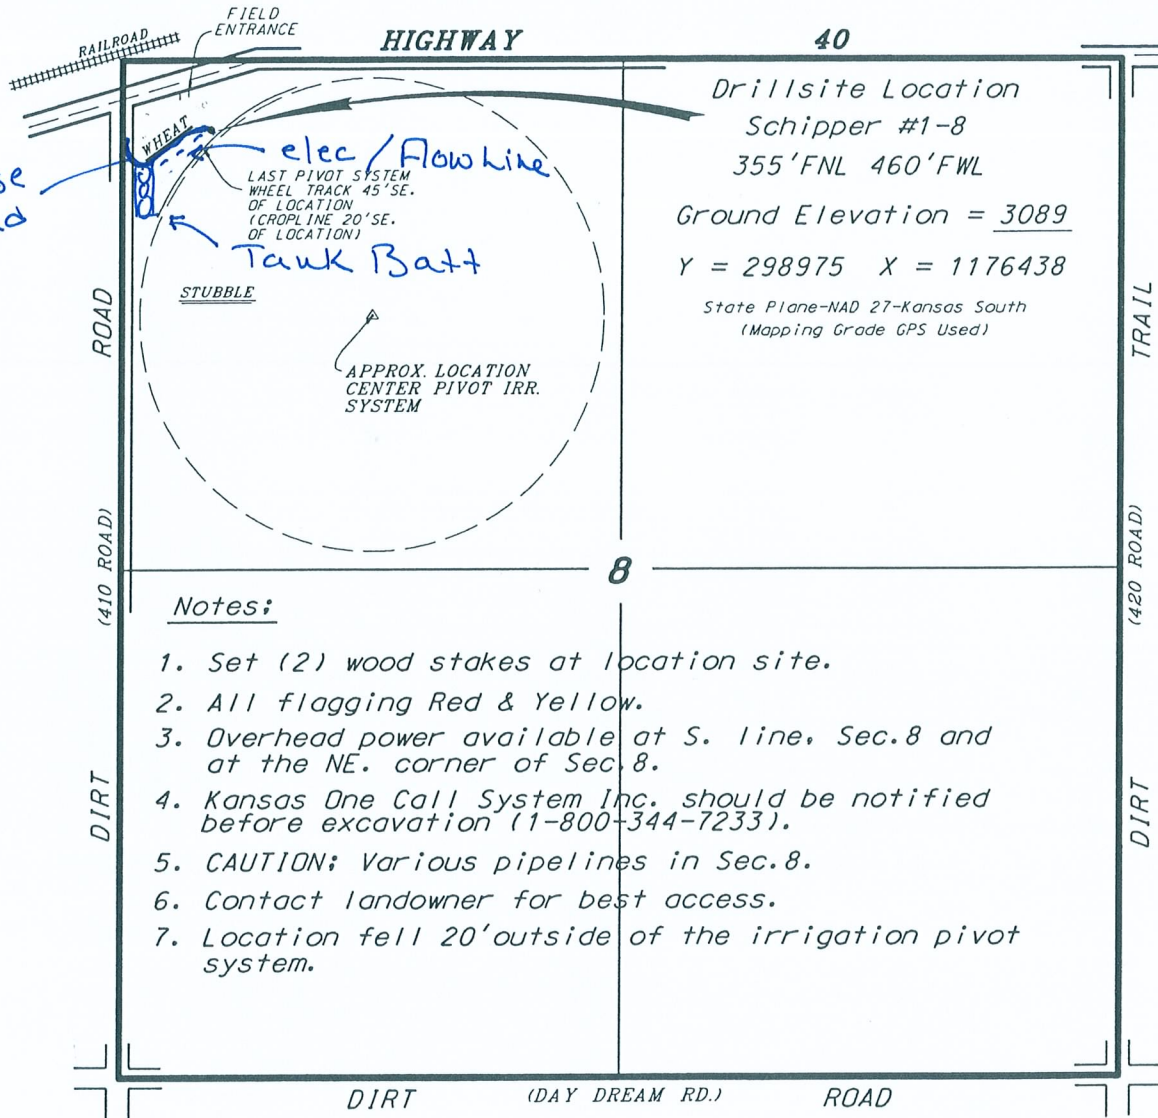 FIELD
ENTRANCE
RAILROAD
HIGHWAY 40
Drillsite Location
Schipper #1-8
355'FNL 460'FWL
Ground Elevation = 3089
Y = 298975 X = 1176438
State Plane-NAD 27-Kansas South
(Mapping Grade GPS Used)
WHEAT
elec / Flow Line
LAST PIVOT SYSTEM
WHEEL TRACK 45'SE.
OF LOCATION
(CROPLINE 20'SE.
OF LOCATION)
Tank Batt
STUBBLE
APPROX. LOCATION
CENTER PIVOT IRR.
SYSTEM
ROAD
(410 ROAD)
DIRT
TRAIL
(420 ROAD)
DIRT
8
Notes:
1. Set (2) wood stakes at location site.
2. All flagging Red & Yellow.
3. Overhead power available at S. line, Sec.8 and
at the NE. corner of Sec.8.
4. Kansas One Call System Inc. should be notified
before excavation (1-800-344-7233).
5. CAUTION: Various pipelines in Sec.8.
6. Contact landowner for best access.
7. Location fell 20'outside of the irrigation pivot
system.
DIRT (DAY DREAM RD.) ROAD